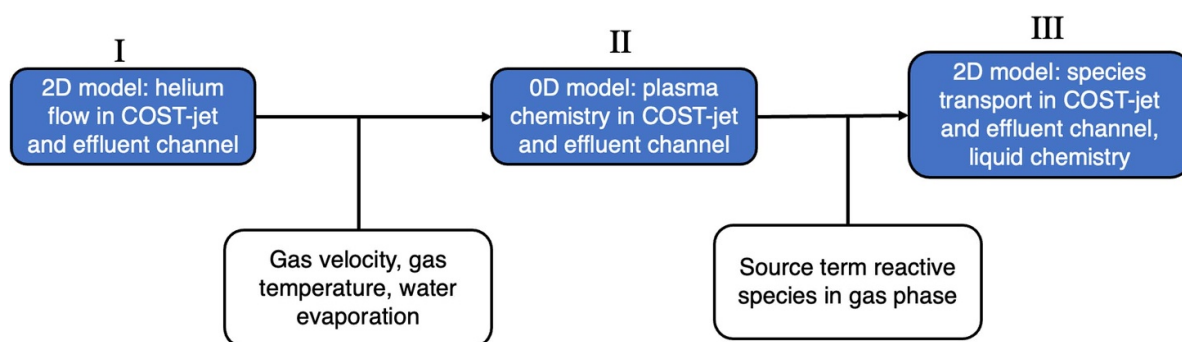 I
2D model: helium
flow in COST-jet
and effluent channel
II
0D model: plasma
chemistry in COST-jet
and effluent channel
III
2D model: species
transport in COST-jet
and effluent channel,
liquid chemistry
Gas velocity, gas
temperature, water
evaporation
Source term reactive
species in gas phase